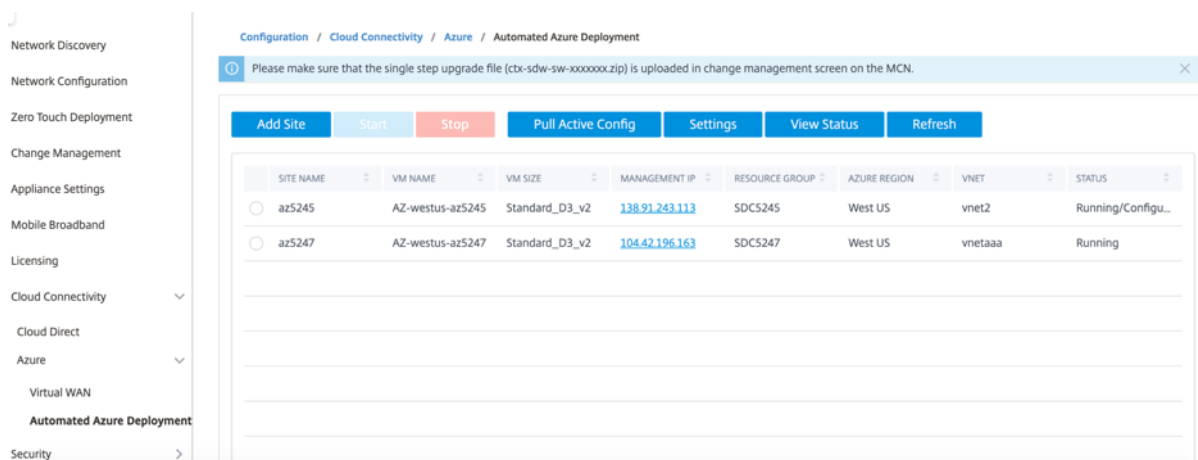 Network Discovery
Network Configuration
Zero Touch Deployment
Change Management
Appliance Settings
Mobile Broadband
Licensing
Cloud Connectivity
Cloud Direct
Azure
Virtual WAN
Automated Azure Deployment
Security
Configuration / Cloud Connectivity / Azure / Automated Azure Deployment
Please make sure that the single step upgrade file (ctx-sdw-sw-xxxxxxx.zip) is uploaded in change management screen on the MCN.
Add Site Start Stop Pull Active Config Settings View Status Refresh
SITE NAME VM NAME VM SIZE MANAGEMENT IP RESOURCE GROUP AZURE REGION VNET STATUS
az5245 AZ-westus-az5245 Standard_D3_v2 138.91.243.113 SDC5245 West US vnet2 Running/Configu...
az5247 AZ-westus-az5247 Standard_D3_v2 104.42.196.163 SDC5247 West US vnetaaa Running